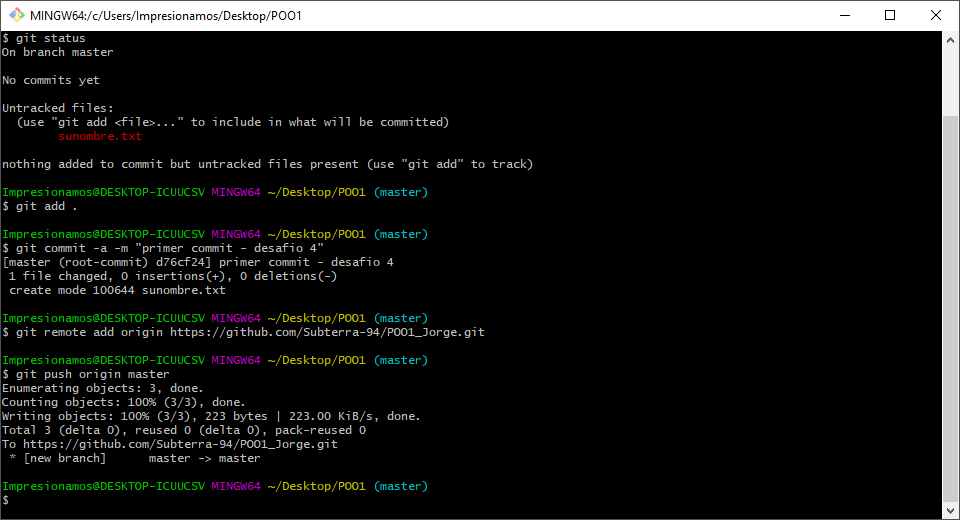 MINGW64:/c/Users/Impresionamos/Desktop/POO1
$ git status
On branch master
No commits yet
Untracked files:
  (use "git add <file>..." to include in what will be committed)
        sunombre.txt
nothing added to commit but untracked files present (use "git add" to track)
Impresionamos@DESKTOP-ICUUCSV MINGW64 ~/Desktop/POO1 (master)
$ git add .
Impresionamos@DESKTOP-ICUUCSV MINGW64 ~/Desktop/POO1 (master)
$ git commit -a -m "primer commit - desafio 4"
[master (root-commit) d76cf24] primer commit - desafio 4
 1 file changed, 0 insertions(+), 0 deletions(-)
 create mode 100644 sunombre.txt
Impresionamos@DESKTOP-ICUUCSV MINGW64 ~/Desktop/POO1 (master)
$ git remote add origin https://github.com/Subterra-94/POO1_Jorge.git
Impresionamos@DESKTOP-ICUUCSV MINGW64 ~/Desktop/POO1 (master)
$ git push origin master
Enumerating objects: 3, done.
Counting objects: 100% (3/3), done.
Writing objects: 100% (3/3), 223 bytes | 223.00 KiB/s, done.
Total 3 (delta 0), reused 0 (delta 0), pack-reused 0
To https://github.com/Subterra-94/POO1_Jorge.git
 * [new branch]      master -> master
Impresionamos@DESKTOP-ICUUCSV MINGW64 ~/Desktop/POO1 (master)
$